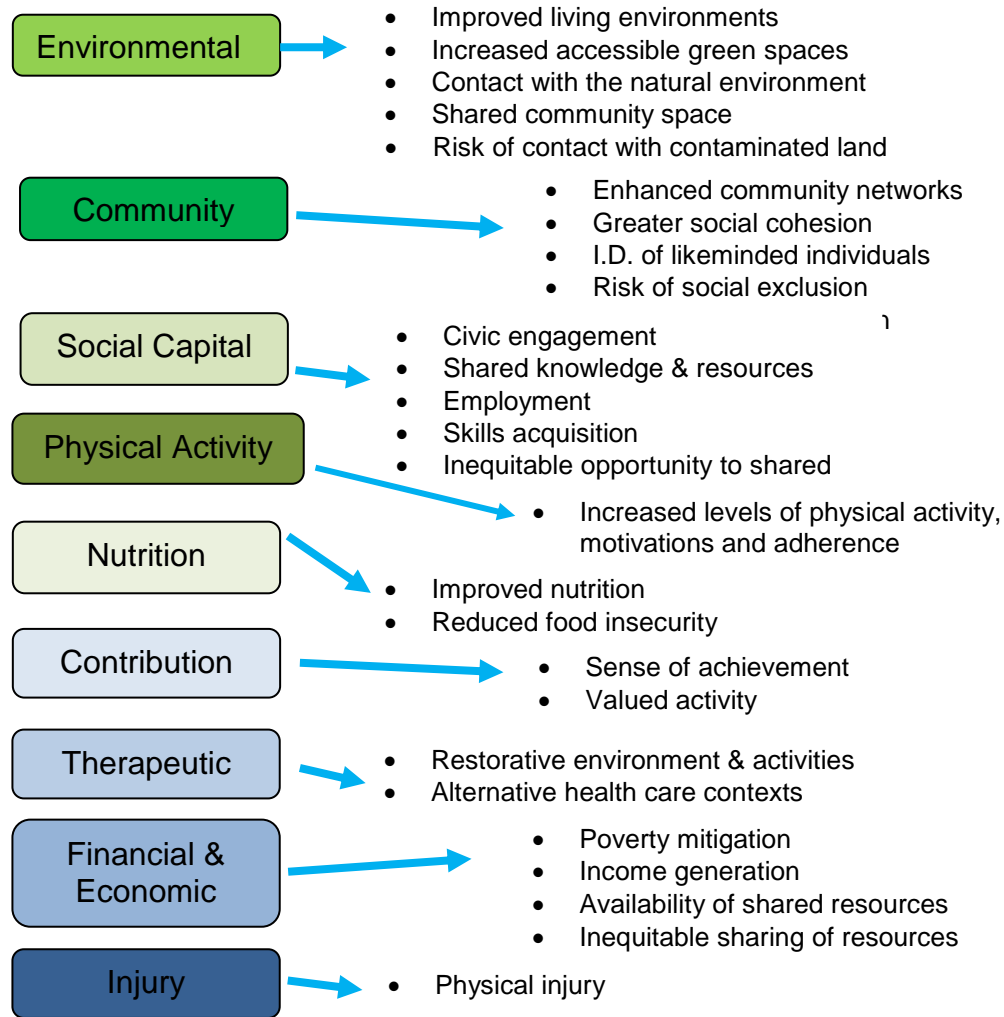 Environmental
• Improved living environments
• Increased accessible green spaces
• Contact with the natural environment
• Shared community space
• Risk of contact with contaminated land
Community
• Enhanced community networks
• Greater social cohesion
• I.D. of likeminded individuals
• Risk of social exclusion
Social Capital
• Civic engagement
• Shared knowledge & resources
• Employment
• Skills acquisition
• Inequitable opportunity to shared
Physical Activity
• Increased levels of physical activity,
motivations and adherence
Nutrition
• Improved nutrition
• Reduced food insecurity
Contribution
• Sense of achievement
• Valued activity
Therapeutic
• Restorative environment & activities
• Alternative health care contexts
Financial &
Economic
• Poverty mitigation
• Income generation
• Availability of shared resources
• Inequitable sharing of resources
Injury
• Physical injury